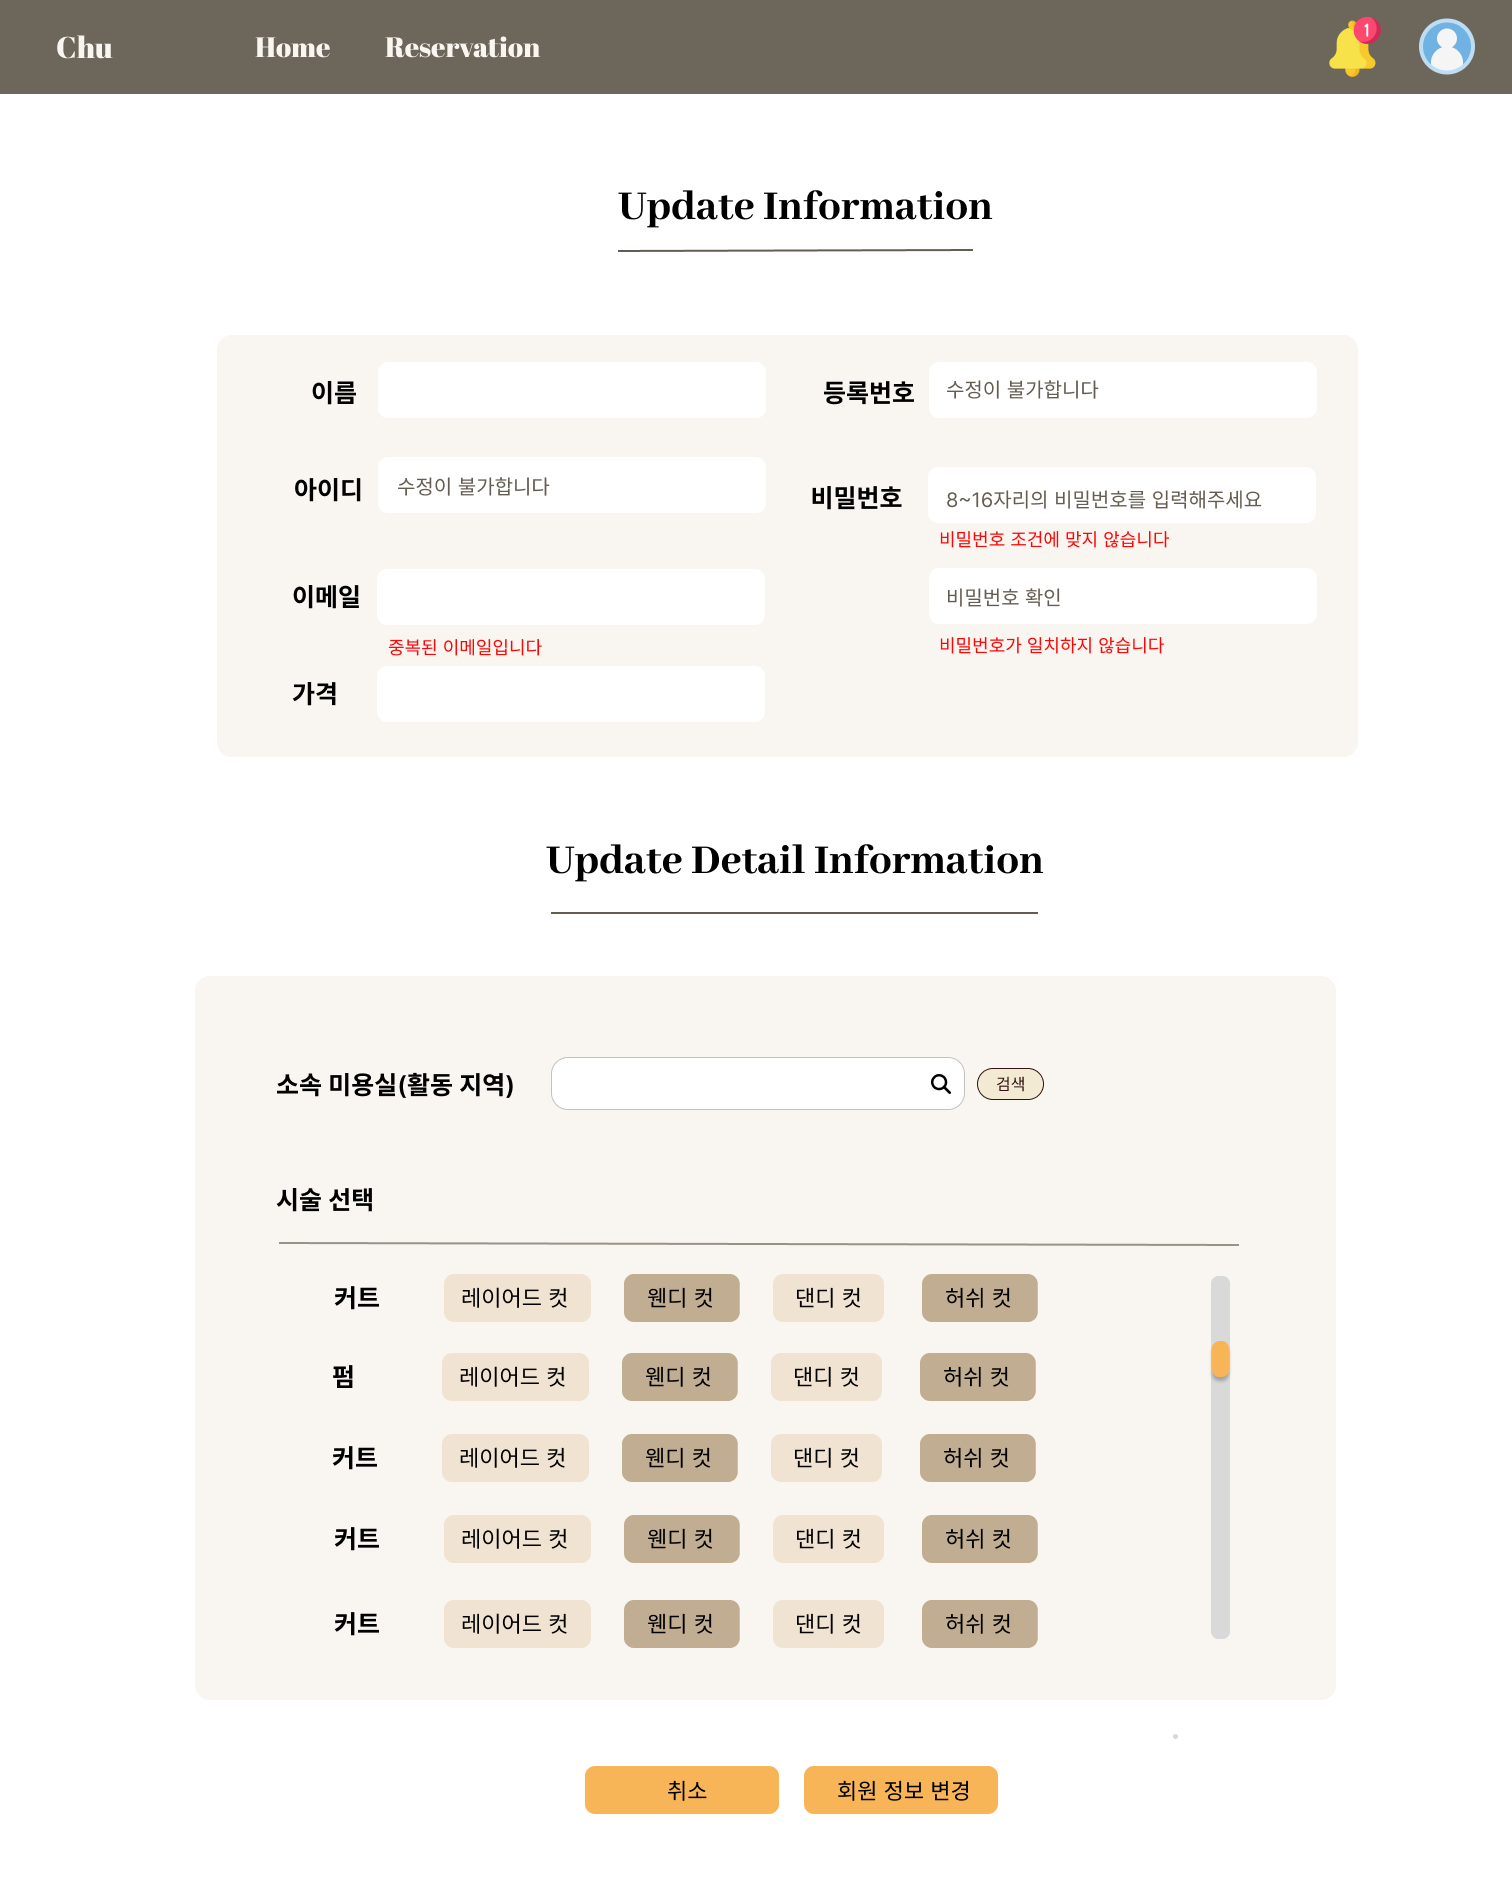 Chu
Home
Reservation
1
Update Information
이름
등록번호
수정이 불가합니다
아이디
수정이 불가합니다
비밀번호
8~16자리의 비밀번호를 입력해주세요
비밀번호 조건에 맞지 않습니다
이메일
비밀번호 확인
중복된 이메일입니다
비밀번호가 일치하지 않습니다
가격
Update Detail Information
소속 미용실(활동 지역)
검색
시술 선택
커트
레이어드 컷
웬디 컷
댄디 컷
허쉬 컷
펌
레이어드 컷
웬디 컷
댄디 컷
허쉬 컷
커트
레이어드 컷
웬디 컷
댄디 컷
허쉬 컷
커트
레이어드 컷
웬디 컷
댄디 컷
허쉬 컷
커트
레이어드 컷
웬디 컷
댄디 컷
허쉬 컷
취소
회원 정보 변경